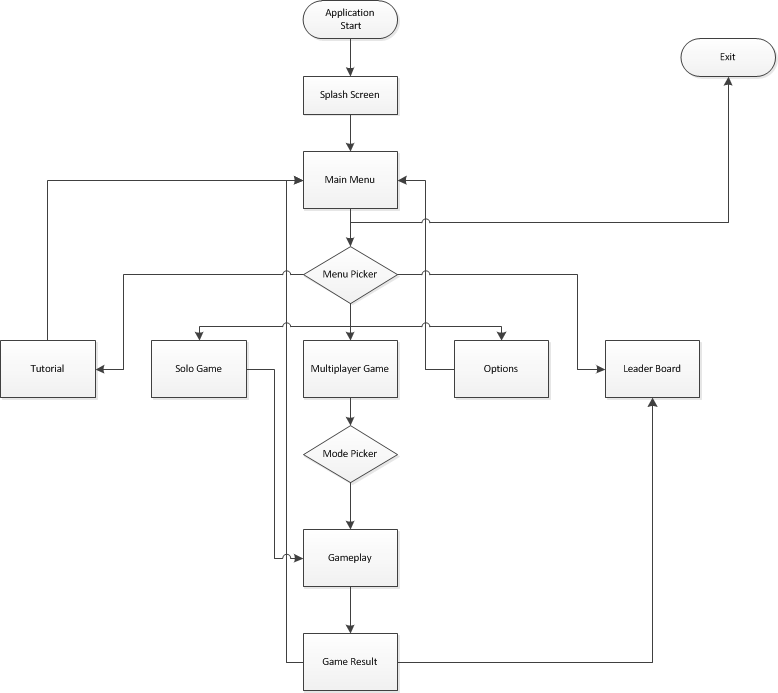 Application
Start
Exit
Splash Screen
Main Menu
Menu Picker
Tutorial
Solo Game
Multiplayer Game
Options
Leader Board
Mode Picker
Gameplay
Game Result